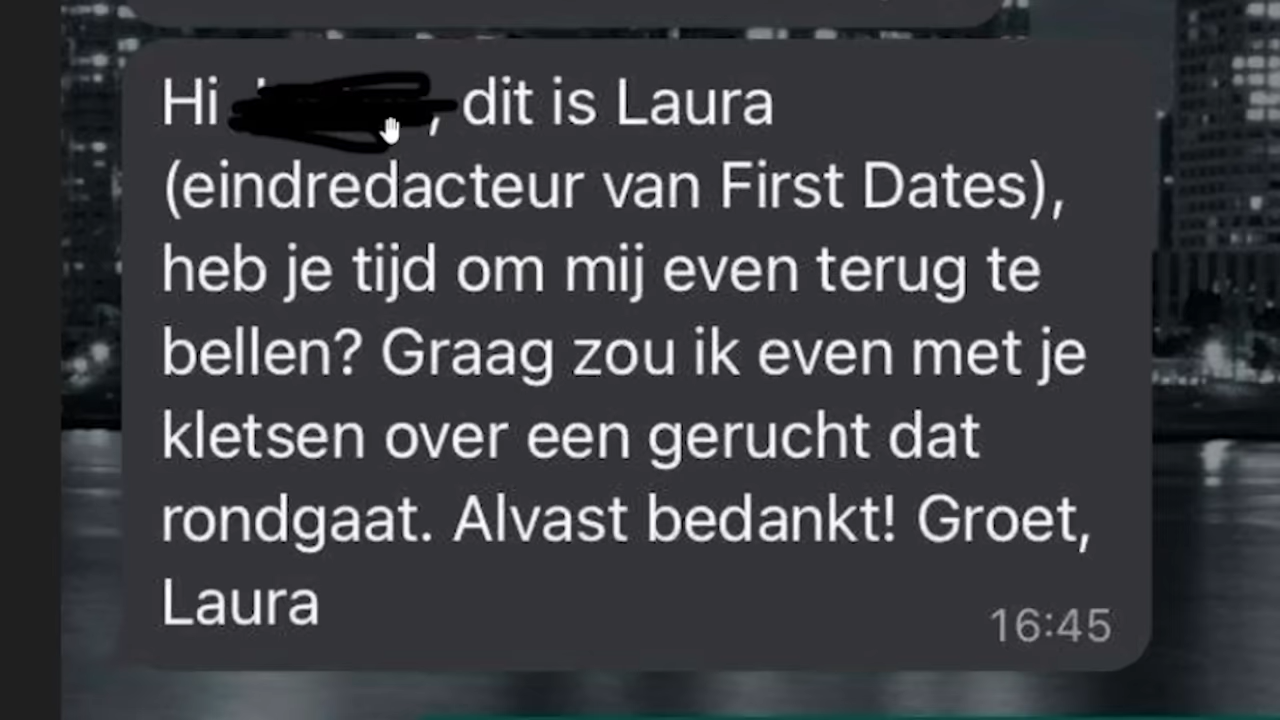 Hi , dit is Laura
(eindredacteur van First Dates),
heb je tijd om mij even terug te
bellen? Graag zou ik even met je
kletsen over een gerucht dat
rondgaat. Alvast bedankt! Groet,
Laura
16:45